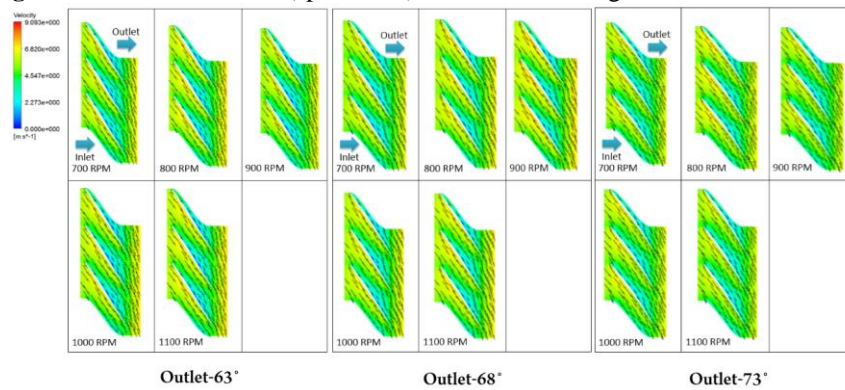 Velocity
9.093e+000
6.820e+000
4.547e+000
2.273e+000
0.000e+000
[m s^-1]
Outlet
Inlet
700 RPM
800 RPM
900 RPM
1000 RPM
1100 RPM
Outlet
Inlet
700 RPM
800 RPM
900 RPM
1000 RPM
1100 RPM
Outlet
Inlet
700 RPM
800 RPM
900 RPM
1000 RPM
1100 RPM
Outlet-63°
Outlet-68°
Outlet-73°